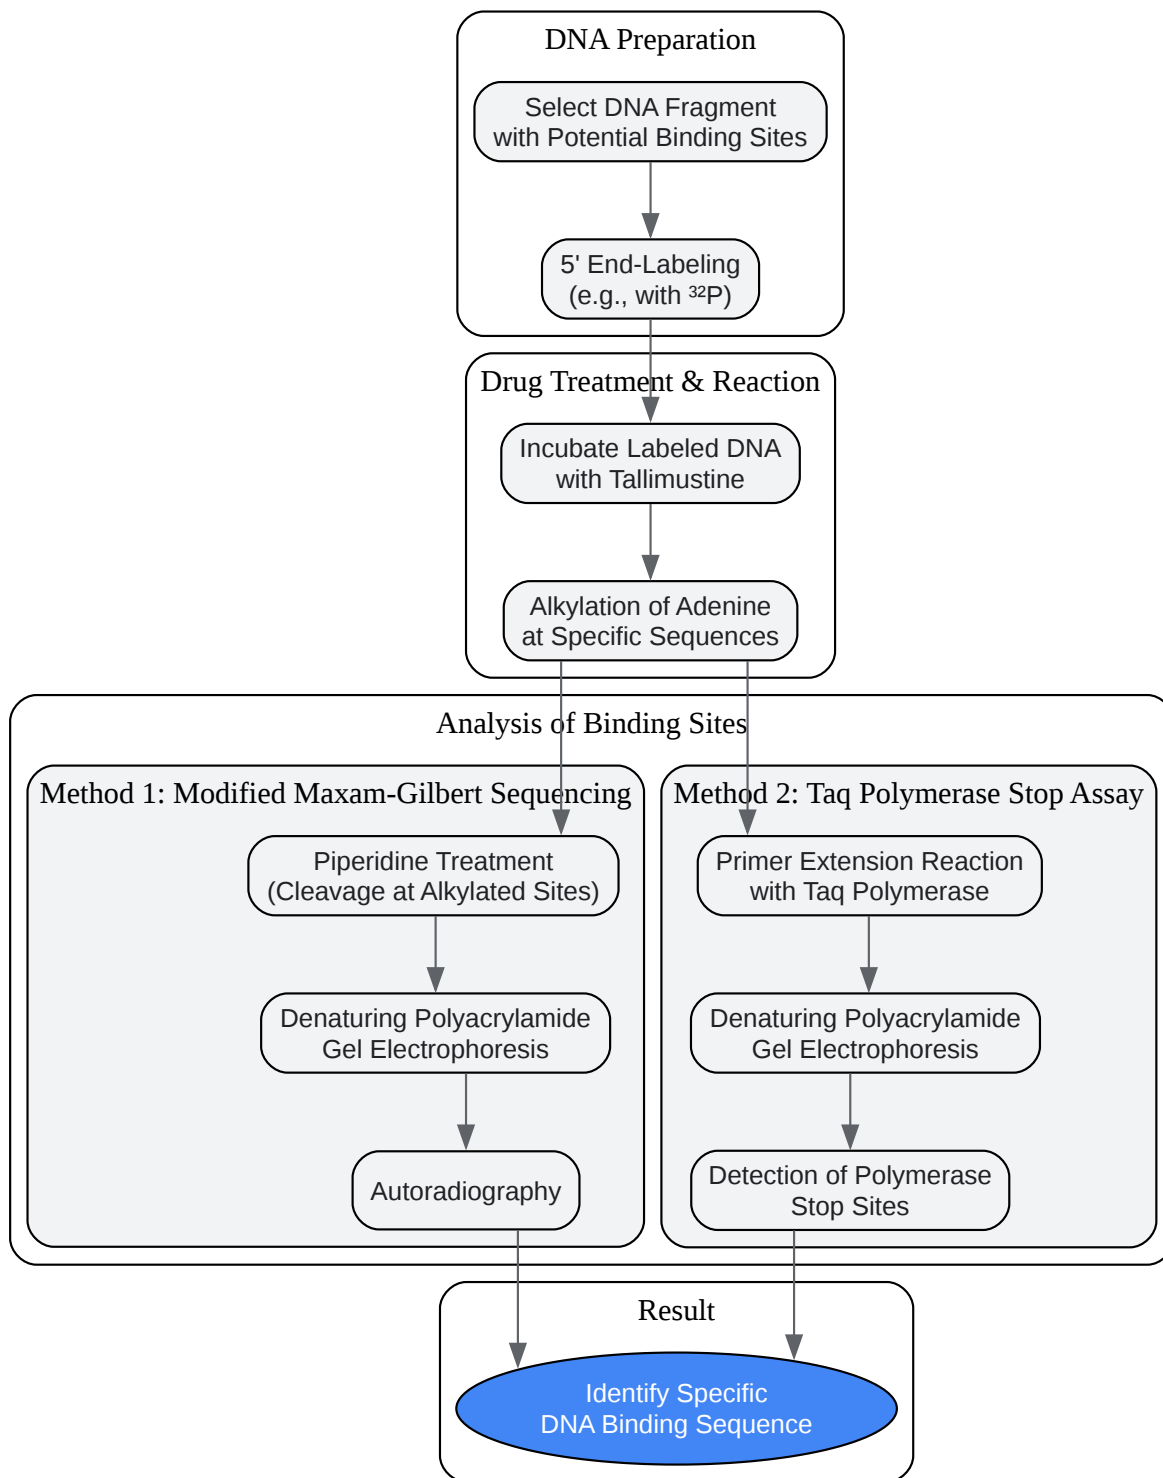 DNA Preparation
Select DNA Fragment
with Potential Binding Sites
5' End-Labeling
(e.g., with ³²P)
Drug Treatment & Reaction
Incubate Labeled DNA
with Tallimustine
Alkylation of Adenine
at Specific Sequences
Analysis of Binding Sites
Method 1: Modified Maxam-Gilbert Sequencing
Piperidine Treatment
(Cleavage at Alkylated Sites)
Denaturing Polyacrylamide
Gel Electrophoresis
Autoradiography
Method 2: Taq Polymerase Stop Assay
Primer Extension Reaction
with Taq Polymerase
Denaturing Polyacrylamide
Gel Electrophoresis
Detection of Polymerase
Stop Sites
Result
Identify Specific
DNA Binding Sequence